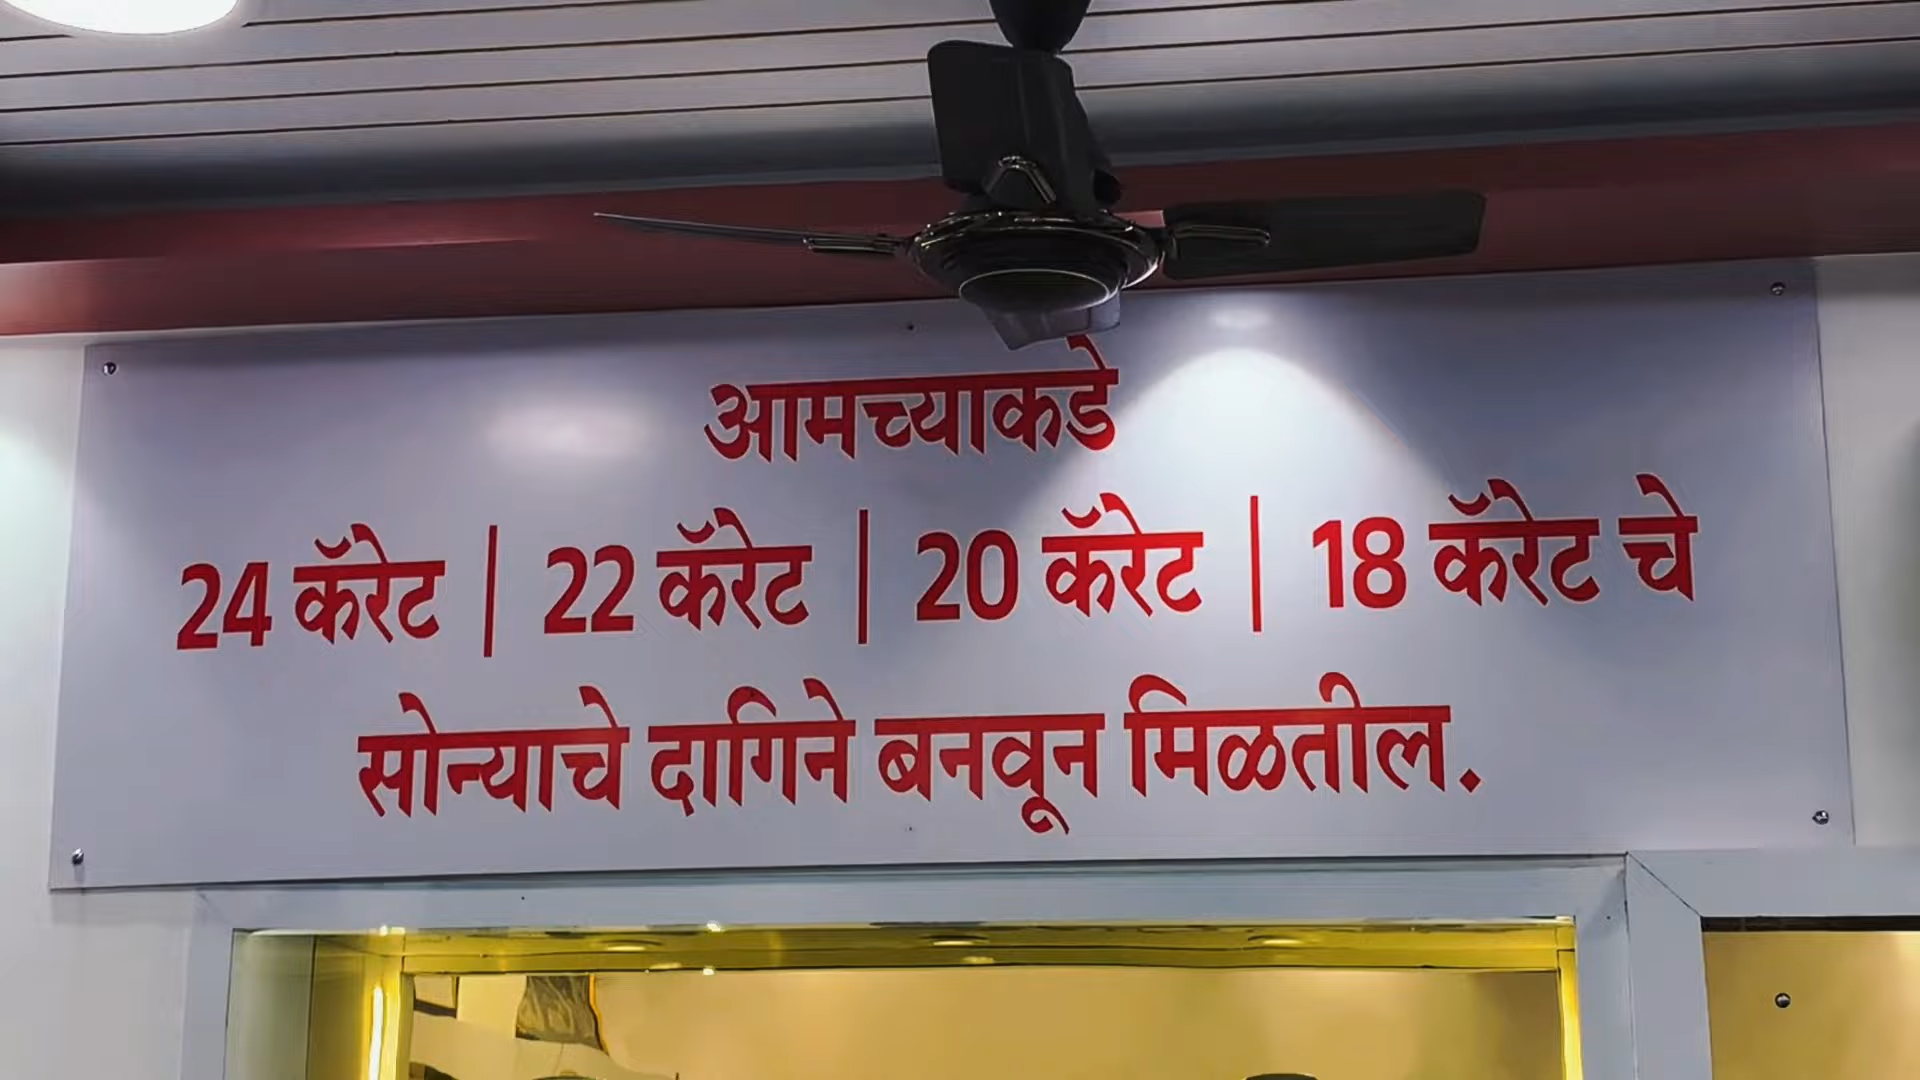 आमच्याकडे
24 कॅरेट | 22 कॅरेट | 20 कॅरेट | 18 कॅरेट चे
सोन्याचे दागिने बनवून मिळतील.